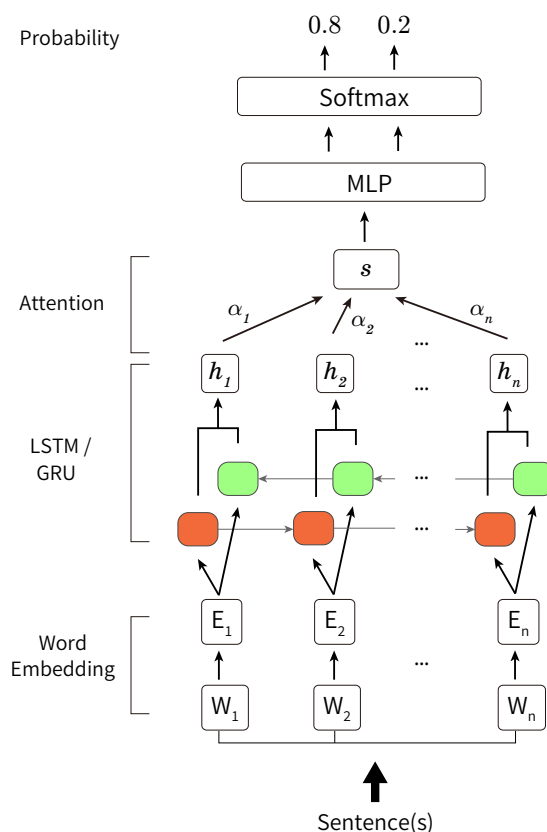 Probability
0.8 0.2
Softmax
MLP
s
Attention
α1 α2 αn
...
h1 h2 ... hn
LSTM /
GRU
...
...
E1 E2 En
Word
Embedding
...
W1 W2 Wn
Sentence(s)